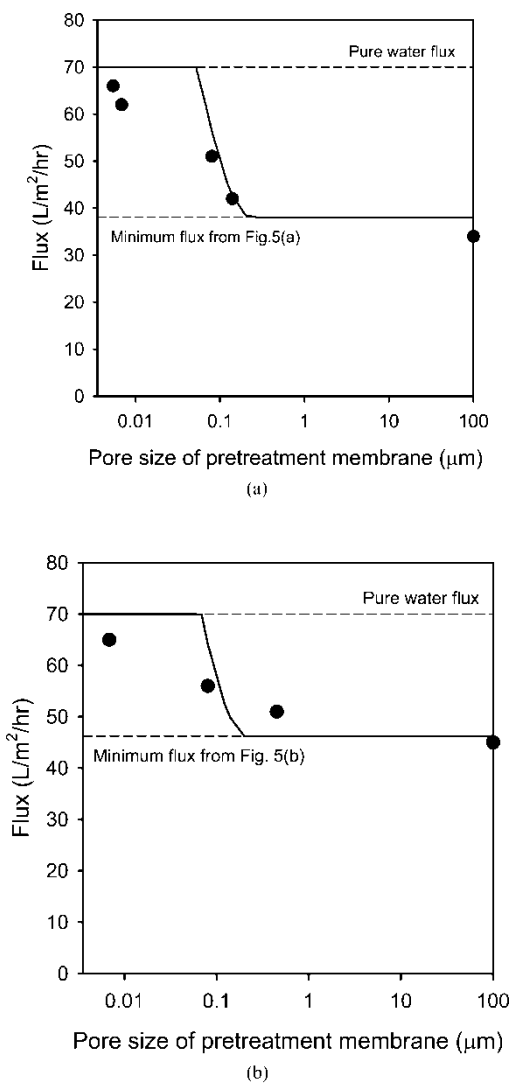 80
70
60
50
40
30
20
10
0
Flux (L/m²/hr)
Pure water flux
Minimum flux from Fig.5(a)
0.01 0.1 1 10 100
Pore size of pretreatment membrane (μm)
(a)
80
70
60
50
40
30
20
10
0
Flux (L/m²/hr)
Pure water flux
Minimum flux from Fig. 5(b)
0.01 0.1 1 10 100
Pore size of pretreatment membrane (μm)
(b)